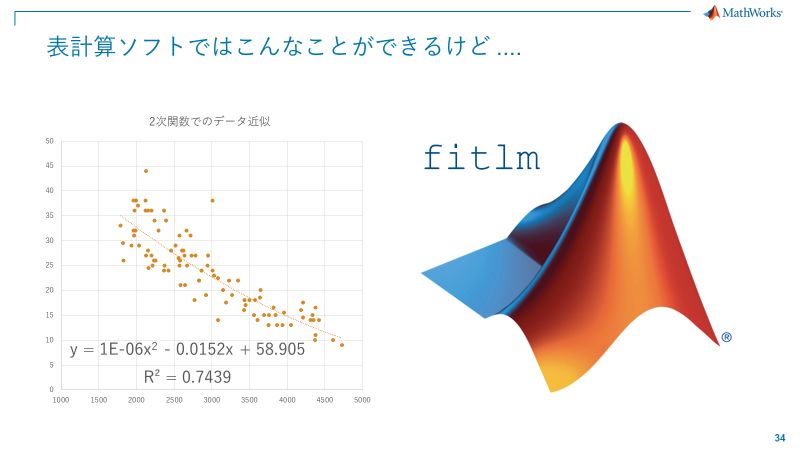 MathWorks®
表計算ソフトではこんなことができるけど ....
2次関数でのデータ近似
50
45
40
35
30
25
20
15
10
5
0
1000 1500 2000 2500 3000 3500 4000 4500 5000
y = 1E-06x² - 0.0152x + 58.905
R² = 0.7439
fitlm
®
34